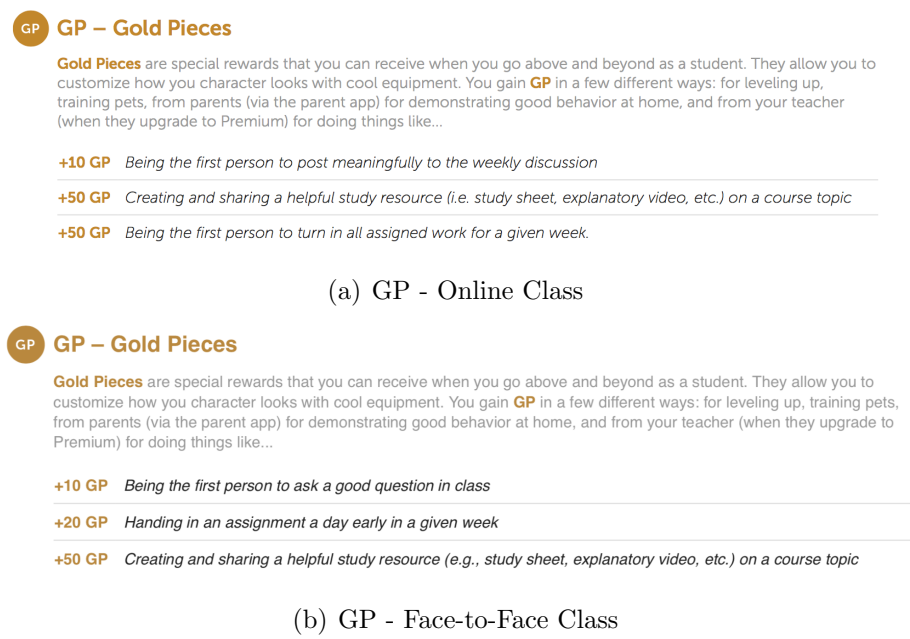 GP GP – Gold Pieces
Gold Pieces are special rewards that you can receive when you go above and beyond as a student. They allow you to
customize how you character looks with cool equipment. You gain GP in a few different ways: for leveling up,
training pets, from parents (via the parent app) for demonstrating good behavior at home, and from your teacher
(when they upgrade to Premium) for doing things like...
+10 GP Being the first person to post meaningfully to the weekly discussion
+50 GP Creating and sharing a helpful study resource (i.e. study sheet, explanatory video, etc.) on a course topic
+50 GP Being the first person to turn in all assigned work for a given week.
(a) GP - Online Class
GP GP – Gold Pieces
Gold Pieces are special rewards that you can receive when you go above and beyond as a student. They allow you to
customize how you character looks with cool equipment. You gain GP in a few different ways: for leveling up, training pets,
from parents (via the parent app) for demonstrating good behavior at home, and from your teacher (when they upgrade to
Premium) for doing things like...
+10 GP Being the first person to ask a good question in class
+20 GP Handing in an assignment a day early in a given week
+50 GP Creating and sharing a helpful study resource (e.g., study sheet, explanatory video, etc.) on a course topic
(b) GP - Face-to-Face Class